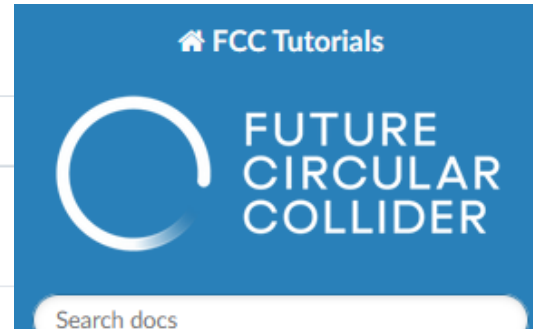 FCC Tutorials
FUTURE
CIRCULAR
COLLIDER
Search docs